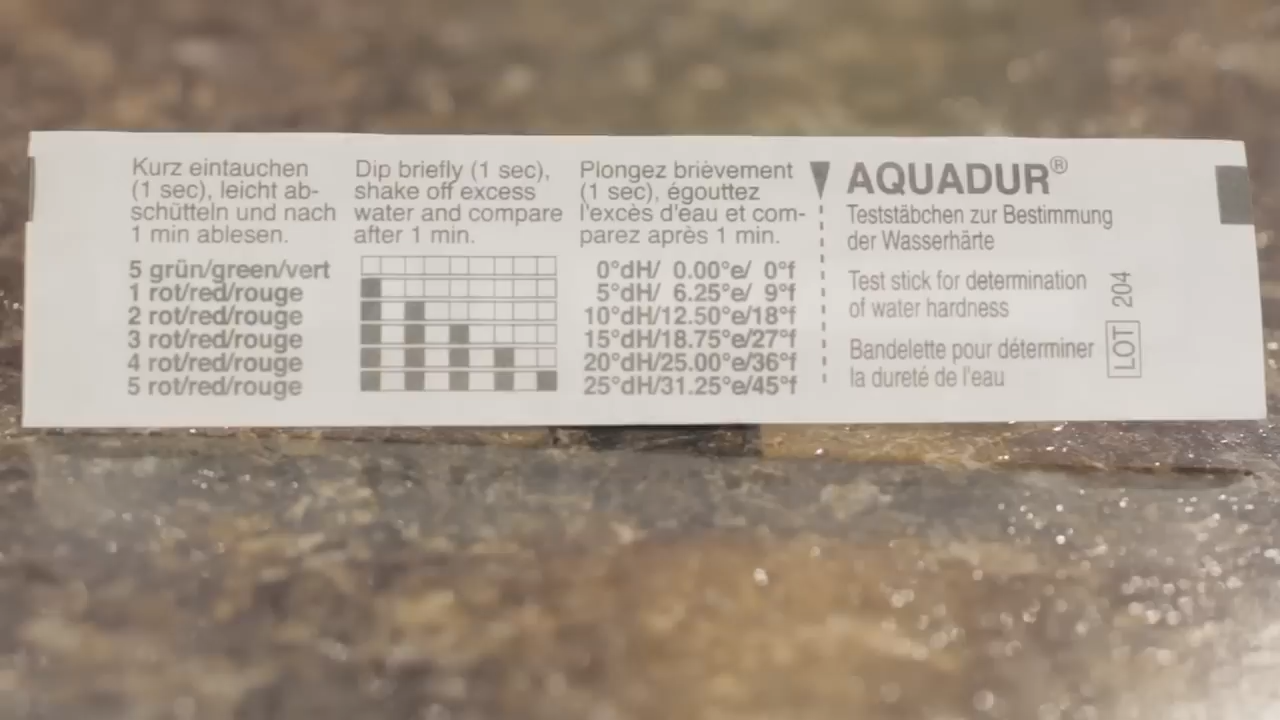 Kurz eintauchen
(1 sec), leicht ab-
schütteln und nach
1 min ablesen.
Dip briefly (1 sec),
shake off excess
water and compare
after 1 min.
Plongez brièvement
(1 sec), égouttez
l'excès d'eau et com-
parez après 1 min.
5 grün/green/vert
1 rot/red/rouge
2 rot/red/rouge
3 rot/red/rouge
4 rot/red/rouge
5 rot/red/rouge
0°dH/ 0.00°e/ 0°f
5°dH/ 6.25°e/ 9°f
10°dH/12.50°e/18°f
15°dH/18.75°e/27°f
20°dH/25.00°e/36°f
25°dH/31.25°e/45°f
AQUADUR®
Teststäbchen zur Bestimmung
der Wasserhärte
Test stick for determination
of water hardness
Bandelette pour déterminer
la dureté de l'eau
LOT 204